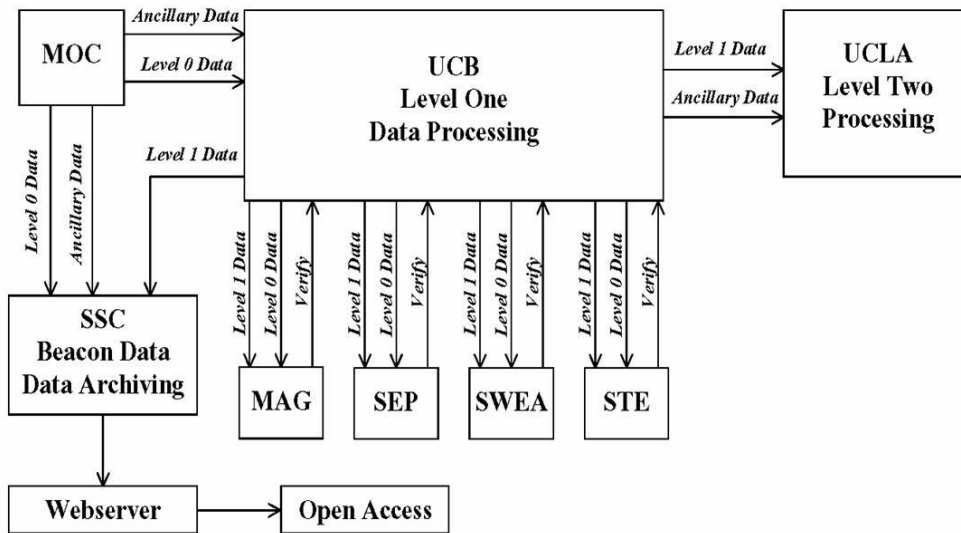 MOC
Ancillary Data
Level 0 Data
UCB
Level One
Data Processing
Level 1 Data
Ancillary Data
UCLA
Level Two
Processing
Level 0 Data
Ancillary Data
Level 1 Data
Level 1 Data
Level 0 Data
Verify
Level 1 Data
Level 0 Data
Verify
Level 1 Data
Level 0 Data
Verify
Level 1 Data
Level 0 Data
Verify
SSC
Beacon Data
Data Archiving
MAG
SEP
SWEA
STE
Webserver
Open Access